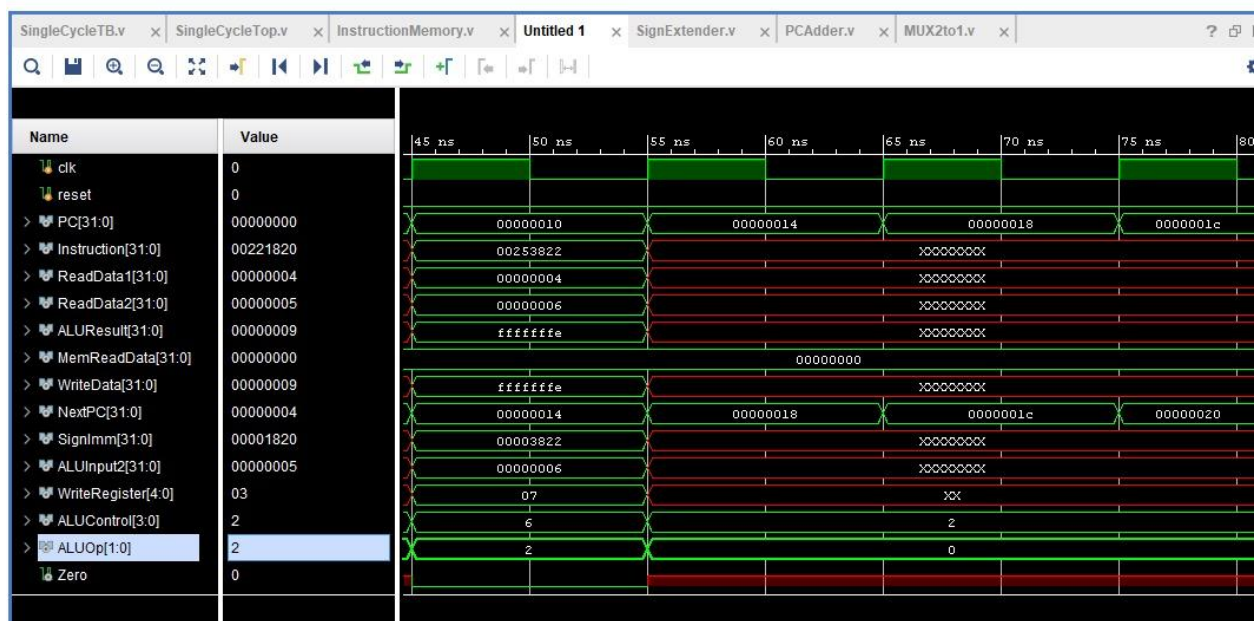 SingleCycleTB.v × SingleCycleTop.v × InstructionMemory.v × Untitled 1 × SignExtender.v × PCAdder.v × MUX2to1.v × ?
Name Value 45 ns 50 ns 55 ns 60 ns 65 ns 70 ns 75 ns 80
clk 0
reset 0
PC[31:0] 00000000 00000010 00000014 00000018 0000001c
Instruction[31:0] 00221820 00253822 XXXXXXXX
ReadData1[31:0] 00000004 00000004 XXXXXXXX
ReadData2[31:0] 00000005 00000006 XXXXXXXX
ALUResult[31:0] 00000009 fffffffe XXXXXXXX
MemReadData[31:0] 00000000 00000000
WriteData[31:0] 00000009 fffffffe XXXXXXXX
NextPC[31:0] 00000004 00000014 00000018 0000001c 00000020
SignImm[31:0] 00001820 00003822 XXXXXXXX
ALUInput2[31:0] 00000005 00000006 XXXXXXXX
WriteRegister[4:0] 03 07 XX
ALUControl[3:0] 2 6 2
ALUOp[1:0] 2 2 0
Zero 0